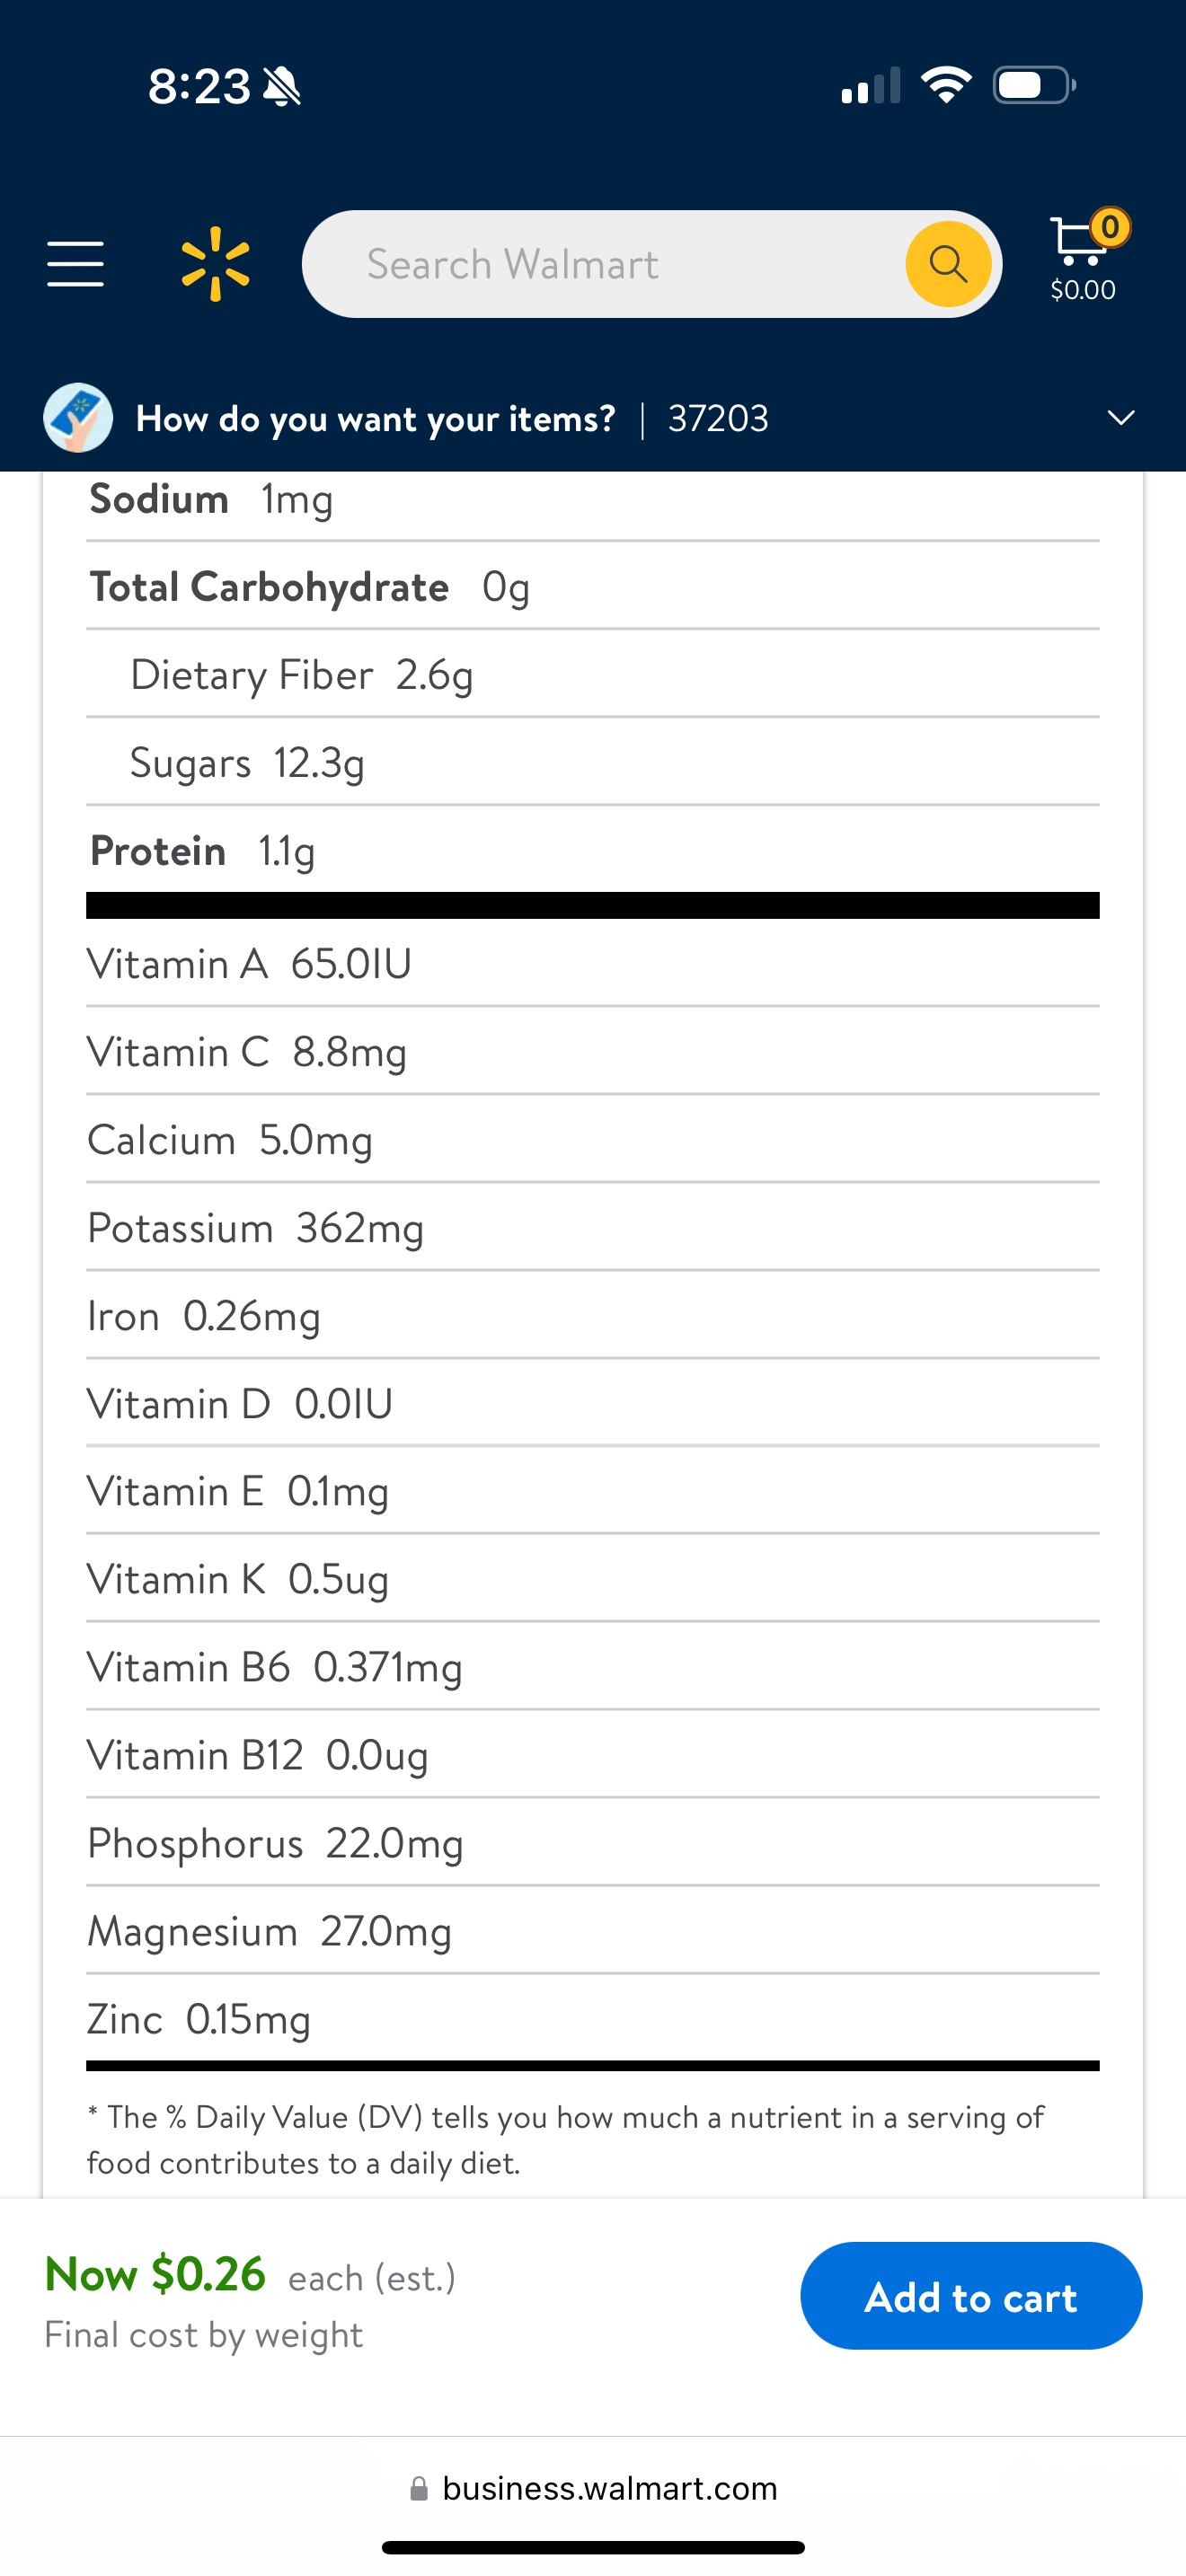 8:23
Search Walmart
0
$0.00
How do you want your items? | 37203
Sodium 1mg
Total Carbohydrate 0g
Dietary Fiber 2.6g
Sugars 12.3g
Protein 1.1g
Vitamin A 65.0IU
Vitamin C 8.8mg
Calcium 5.0mg
Potassium 362mg
Iron 0.26mg
Vitamin D 0.0IU
Vitamin E 0.1mg
Vitamin K 0.5ug
Vitamin B6 0.371mg
Vitamin B12 0.0ug
Phosphorus 22.0mg
Magnesium 27.0mg
Zinc 0.15mg
* The % Daily Value (DV) tells you how much a nutrient in a serving of
food contributes to a daily diet.
Now $0.26 each (est.)
Final cost by weight
Add to cart
business.walmart.com